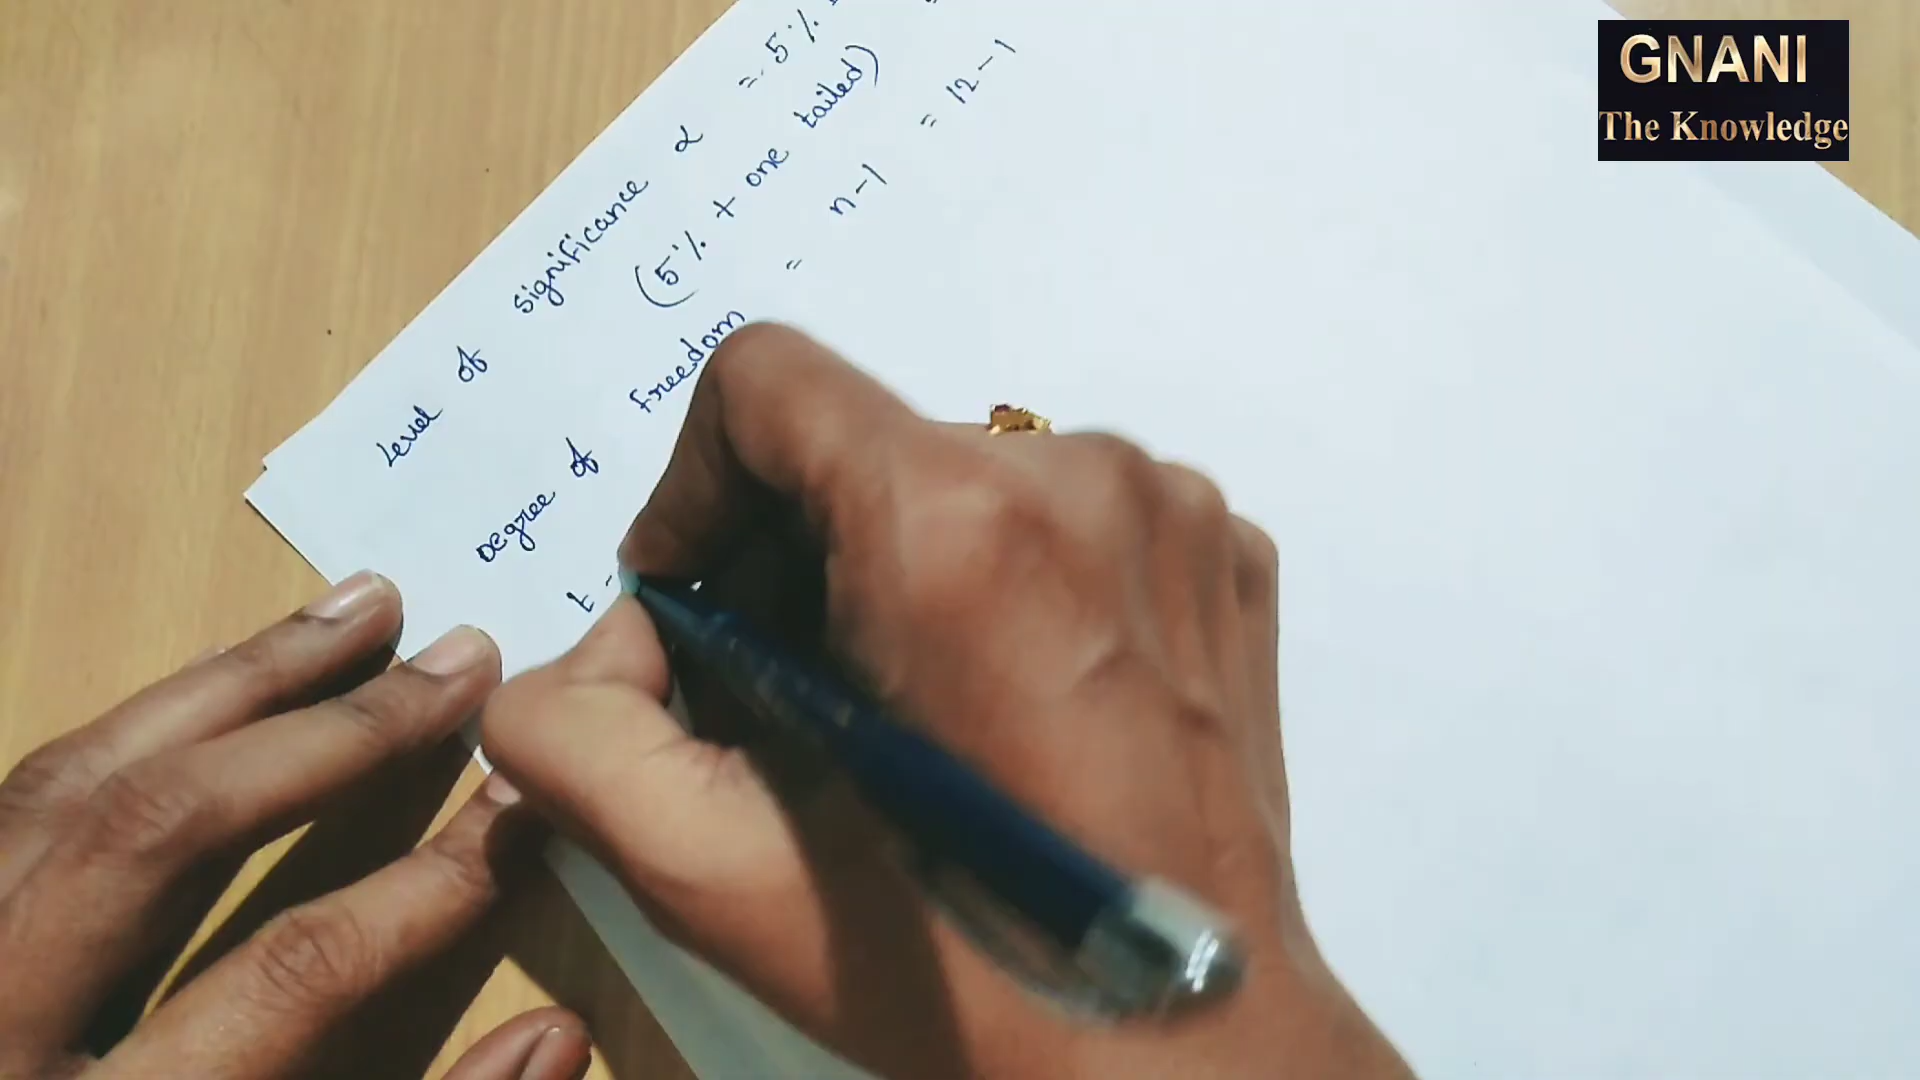 GNANI
The Knowledge
Level of significance α = 5%
(5% + one tailed)
Degree of freedom = n-1 = 12-1
t -